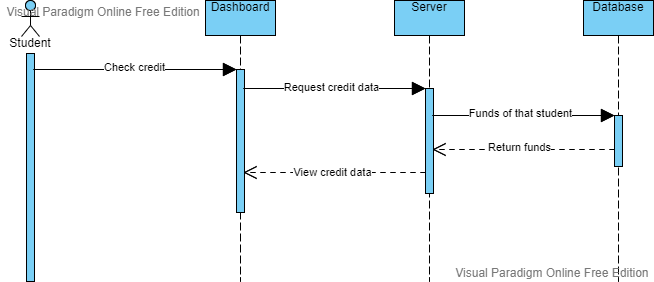 Visual Paradigm Online Free Edition
Dashboard
Server
Database
Student
Check credit
Request credit data
Funds of that student
Return funds
View credit data
Visual Paradigm Online Free Edition